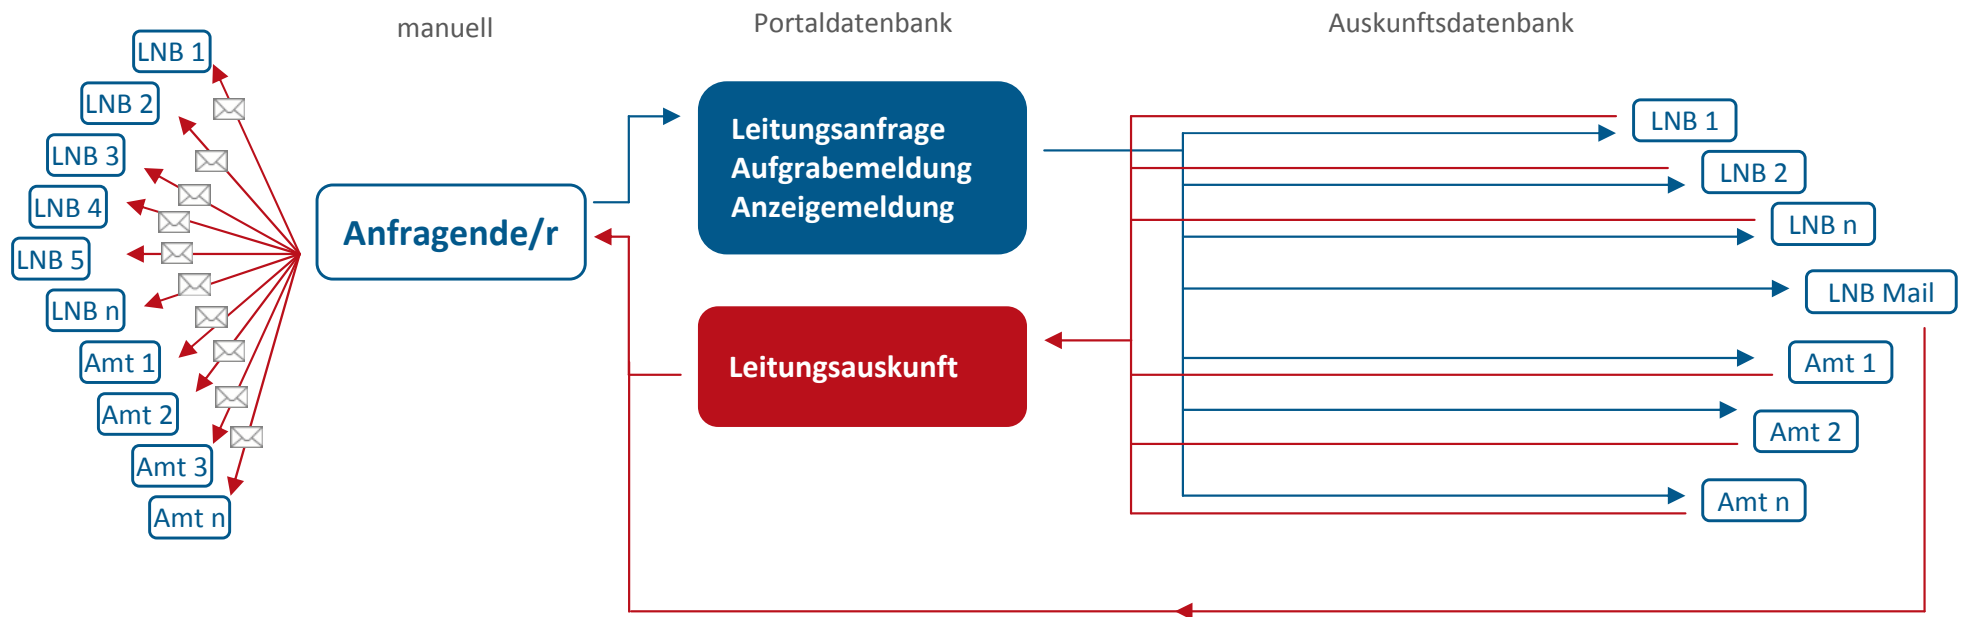 manuell
Portaldatenbank
Auskunftsdatenbank
LNB 1
LNB 2
LNB 3
LNB 4
LNB 5
LNB n
Amt 1
Amt 2
Amt 3
Amt n
Anfragende/r
Leitungsanfrage
Aufgrabemeldung
Anzeigemeldung
Leitungsauskunft
LNB 1
LNB 2
LNB n
LNB Mail
Amt 1
Amt 2
Amt n